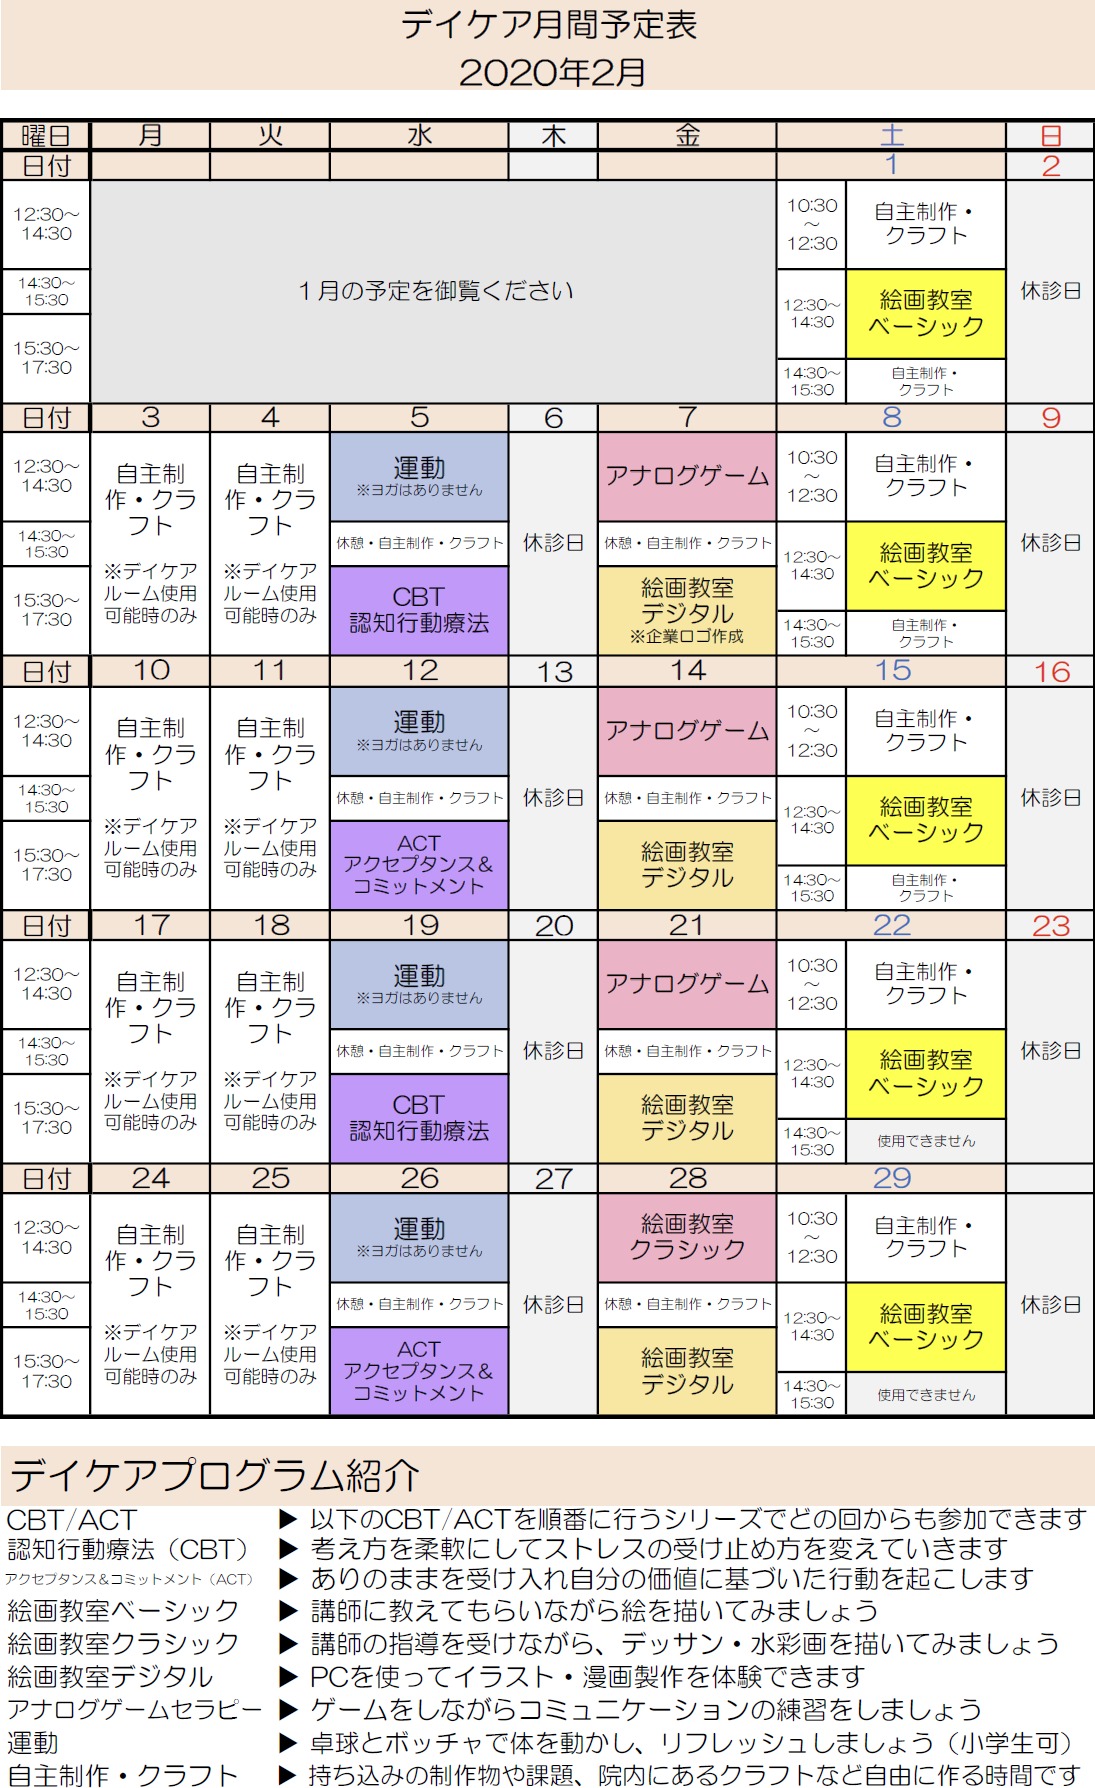 デイケア月間予定表
2020年2月
曜日 月 火 水 木 金 土 日
日付 1 2
12:30～
14:30
14:30～
15:30
15:30～
17:30
1月の予定を御覧ください
10:30
～
12:30
自主制作・
クラフト
12:30～
14:30
絵画教室
ベーシック
14:30～
15:30
自主制作・
クラフト
休診日
日付 3 4 5 6 7 8 9
12:30～
14:30
14:30～
15:30
15:30～
17:30
自主制
作・クラ
フト
※デイケア
ルーム使用
可能時のみ
自主制
作・クラ
フト
※デイケア
ルーム使用
可能時のみ
運動
※ヨガはありません
休憩・自主制作・クラフト
CBT
認知行動療法
休診日
アナログゲーム
休憩・自主制作・クラフト
絵画教室
デジタル
※企業ロゴ作成
10:30
～
12:30
自主制作・
クラフト
12:30～
14:30
絵画教室
ベーシック
14:30～
15:30
自主制作・
クラフト
休診日
日付 10 11 12 13 14 15 16
12:30～
14:30
14:30～
15:30
15:30～
17:30
自主制
作・クラ
フト
※デイケア
ルーム使用
可能時のみ
自主制
作・クラ
フト
※デイケア
ルーム使用
可能時のみ
運動
※ヨガはありません
休憩・自主制作・クラフト
ACT
アクセプタンス&
コミットメント
休診日
アナログゲーム
休憩・自主制作・クラフト
絵画教室
デジタル
10:30
～
12:30
自主制作・
クラフト
12:30～
14:30
絵画教室
ベーシック
14:30～
15:30
自主制作・
クラフト
休診日
日付 17 18 19 20 21 22 23
12:30～
14:30
14:30～
15:30
15:30～
17:30
自主制
作・クラ
フト
※デイケア
ルーム使用
可能時のみ
自主制
作・クラ
フト
※デイケア
ルーム使用
可能時のみ
運動
※ヨガはありません
休憩・自主制作・クラフト
CBT
認知行動療法
休診日
アナログゲーム
休憩・自主制作・クラフト
絵画教室
デジタル
10:30
～
12:30
自主制作・
クラフト
12:30～
14:30
絵画教室
ベーシック
14:30～
15:30
使用できません
休診日
日付 24 25 26 27 28 29
12:30～
14:30
14:30～
15:30
15:30～
17:30
自主制
作・クラ
フト
※デイケア
ルーム使用
可能時のみ
自主制
作・クラ
フト
※デイケア
ルーム使用
可能時のみ
運動
※ヨガはありません
休憩・自主制作・クラフト
ACT
アクセプタンス&
コミットメント
休診日
絵画教室
クラシック
休憩・自主制作・クラフト
絵画教室
デジタル
10:30
～
12:30
自主制作・
クラフト
12:30～
14:30
絵画教室
ベーシック
14:30～
15:30
使用できません
休診日
デイケアプログラム紹介
CBT/ACT ▶ 以下のCBT/ACTを順番に行うシリーズでどの回からも参加できます
認知行動療法（CBT） ▶ 考え方を柔軟にしてストレスの受け止め方を変えていきます
アクセプタンス&コミットメント（ACT） ▶ ありのままを受け入れ自分の価値に基づいた行動を起こします
絵画教室ベーシック ▶ 講師に教えてもらいながら絵を描いてみましょう
絵画教室クラシック ▶ 講師の指導を受けながら、デッサン・水彩画を描いてみましょう
絵画教室デジタル ▶ PCを使ってイラスト・漫画製作を体験できます
アナログゲームセラピー ▶ ゲームをしながらコミュニケーションの練習をしましょう
運動 ▶ 卓球とボッチャで体を動かし、リフレッシュしましょう（小学生可）
自主制作・クラフト ▶ 持ち込みの制作物や課題、院内にあるクラフトなど自由に作る時間です